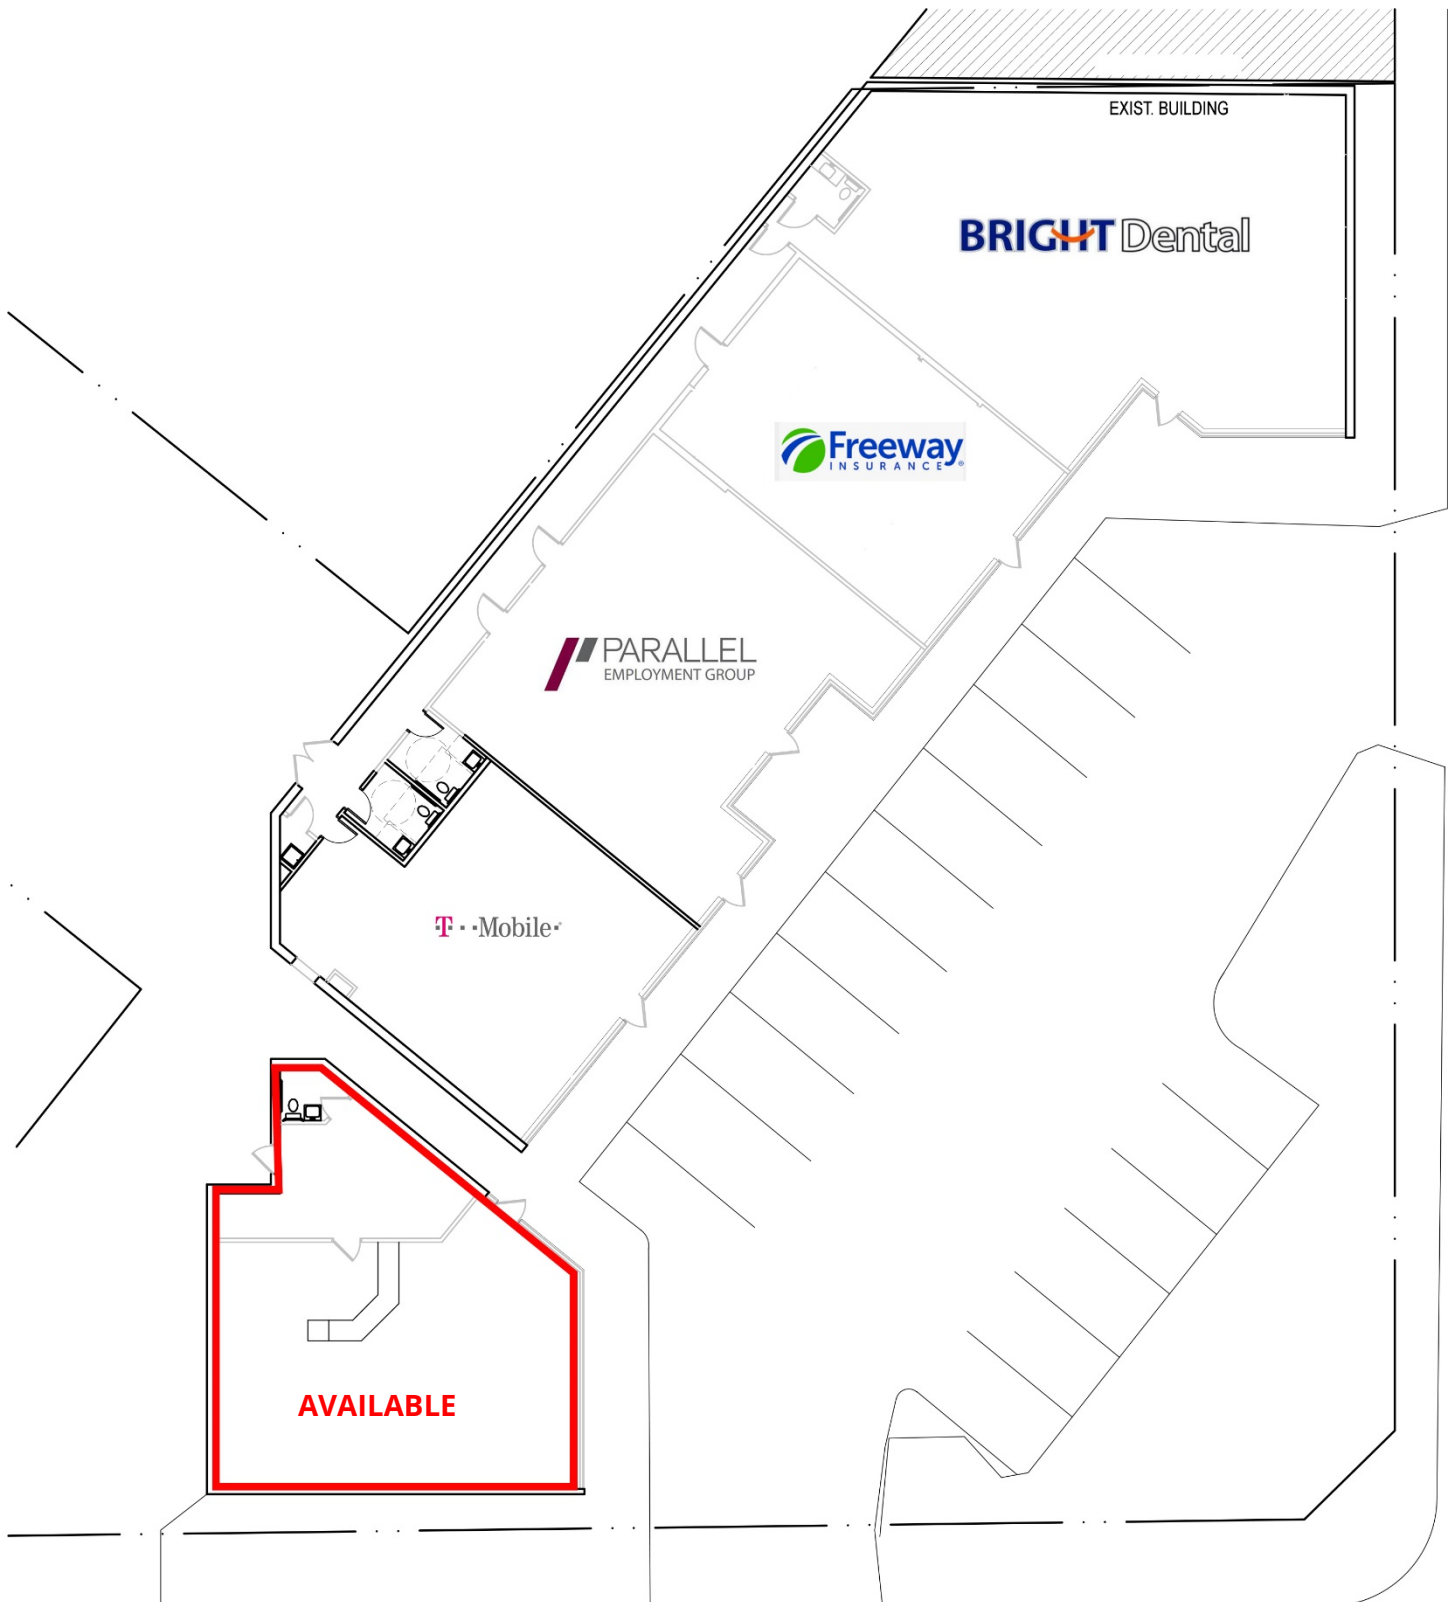 EXIST. BUILDING
BRIGHT Dental
Freeway
INSURANCE®
PARALLEL
EMPLOYMENT GROUP
T··Mobile·®
AVAILABLE